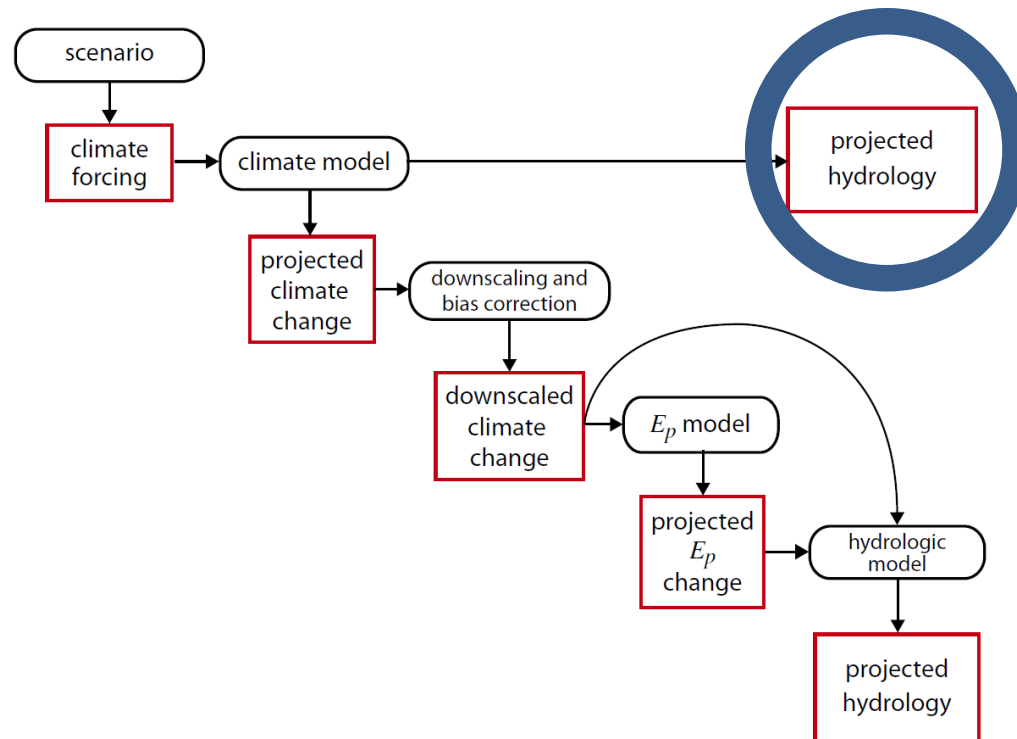 scenario
climate
forcing
climate model
projected
hydrology
projected
climate
change
downscaling and
bias correction
downscaled
climate
change
Ep model
projected
Ep
change
hydrologic
model
projected
hydrology